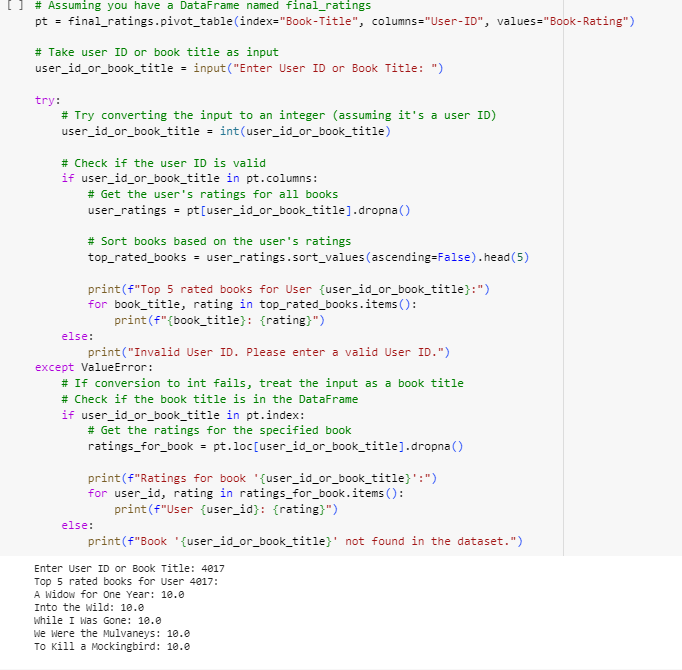 [ ] # Assuming you have a DataFrame named final_ratings
pt = final_ratings.pivot_table(index="Book-Title", columns="User-ID", values="Book-Rating")
# Take user ID or book title as input
user_id_or_book_title = input("Enter User ID or Book Title: ")
try:
    # Try converting the input to an integer (assuming it's a user ID)
    user_id_or_book_title = int(user_id_or_book_title)
    # Check if the user ID is valid
    if user_id_or_book_title in pt.columns:
        # Get the user's ratings for all books
        user_ratings = pt[user_id_or_book_title].dropna()
        # Sort books based on the user's ratings
        top_rated_books = user_ratings.sort_values(ascending=False).head(5)
        print(f"Top 5 rated books for User {user_id_or_book_title}:")
        for book_title, rating in top_rated_books.items():
            print(f"{book_title}: {rating}")
    else:
        print("Invalid User ID. Please enter a valid User ID.")
except ValueError:
    # If conversion to int fails, treat the input as a book title
    # Check if the book title is in the DataFrame
    if user_id_or_book_title in pt.index:
        # Get the ratings for the specified book
        ratings_for_book = pt.loc[user_id_or_book_title].dropna()
        print(f"Ratings for book '{user_id_or_book_title}':")
        for user_id, rating in ratings_for_book.items():
            print(f"User {user_id}: {rating}")
    else:
        print(f"Book '{user_id_or_book_title}' not found in the dataset.")
Enter User ID or Book Title: 4017
Top 5 rated books for User 4017:
A Widow for One Year: 10.0
Into the Wild: 10.0
While I Was Gone: 10.0
We Were the Mulvaneys: 10.0
To Kill a Mockingbird: 10.0